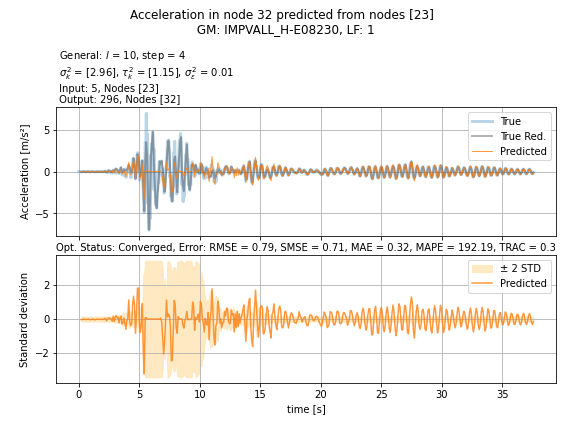 Acceleration in node 32 predicted from nodes [23]
GM: IMPVALL_H-E08230, LF: 1
General: l = 10, step = 4
σ²ₖ = [2.96], τ²ₖ = [1.15], σ²ε = 0.01
Input: 5, Nodes [23]
Output: 296, Nodes [32]
Acceleration [m/s²]
5
0
−5
True
True Red.
Predicted
Opt. Status: Converged, Error: RMSE = 0.79, SMSE = 0.71, MAE = 0.32, MAPE = 192.19, TRAC = 0.3
Standard deviation
2
0
−2
± 2 STD
Predicted
0 5 10 15 20 25 30 35
time [s]